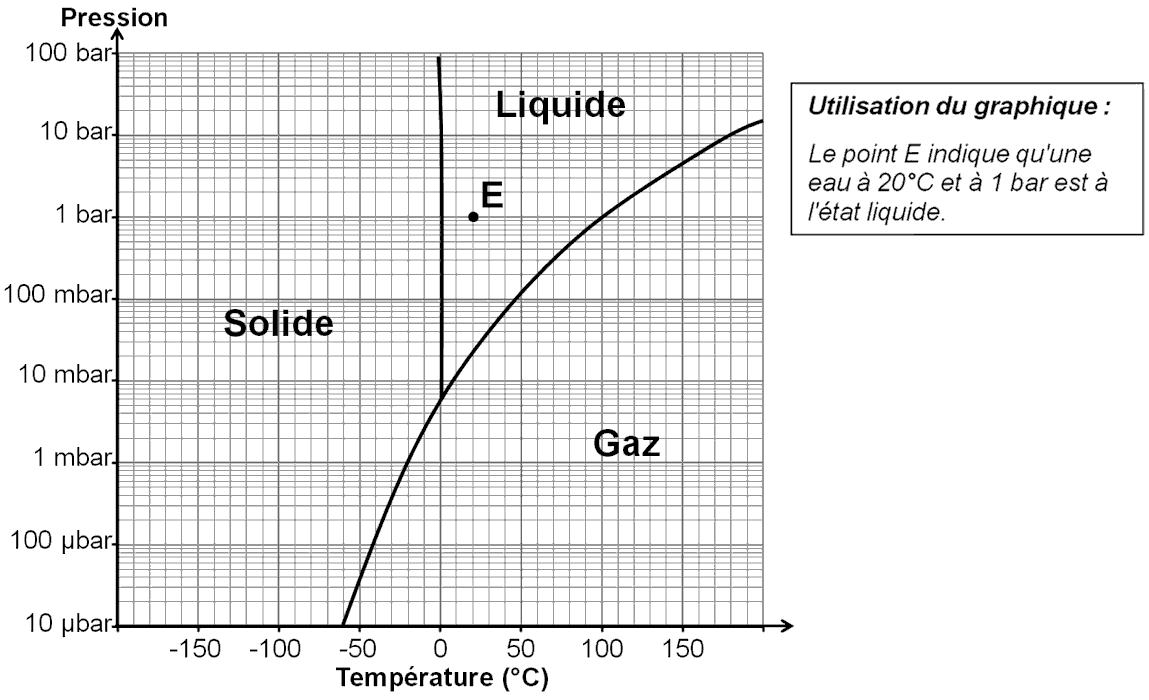 Pression
100 bar
10 bar
1 bar
100 mbar
10 mbar
1 mbar
100 µbar
10 µbar
Liquide
E
Solide
Gaz
-150 -100 -50 0 50 100 150
Température (°C)
Utilisation du graphique :
Le point E indique qu'une
eau à 20°C et à 1 bar est à
l'état liquide.